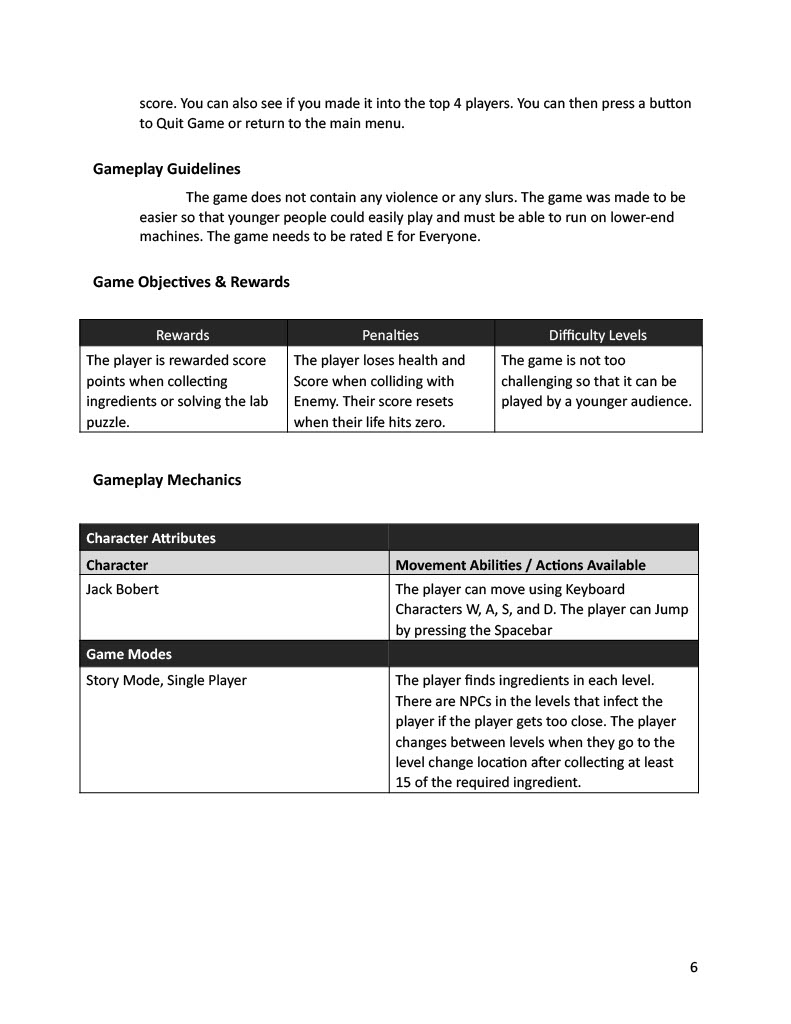 score. You can also see if you made it into the top 4 players. You can then press a button
to Quit Game or return to the main menu.
Gameplay Guidelines
The game does not contain any violence or any slurs. The game was made to be
easier so that younger people could easily play and must be able to run on lower-end
machines. The game needs to be rated E for Everyone.
Game Objectives & Rewards
Rewards
Penalties
Difficulty Levels
The player is rewarded score
points when collecting
ingredients or solving the lab
puzzle.
The player loses health and
Score when colliding with
Enemy. Their score resets
when their life hits zero.
The game is not too
challenging so that it can be
played by a younger audience.
Gameplay Mechanics
Character Attributes
Character
Movement Abilities / Actions Available
Jack Bobert
The player can move using Keyboard
Characters W, A, S, and D. The player can Jump
by pressing the Spacebar
Game Modes
Story Mode, Single Player
The player finds ingredients in each level.
There are NPCs in the levels that infect the
player if the player gets too close. The player
changes between levels when they go to the
level change location after collecting at least
15 of the required ingredient.
6